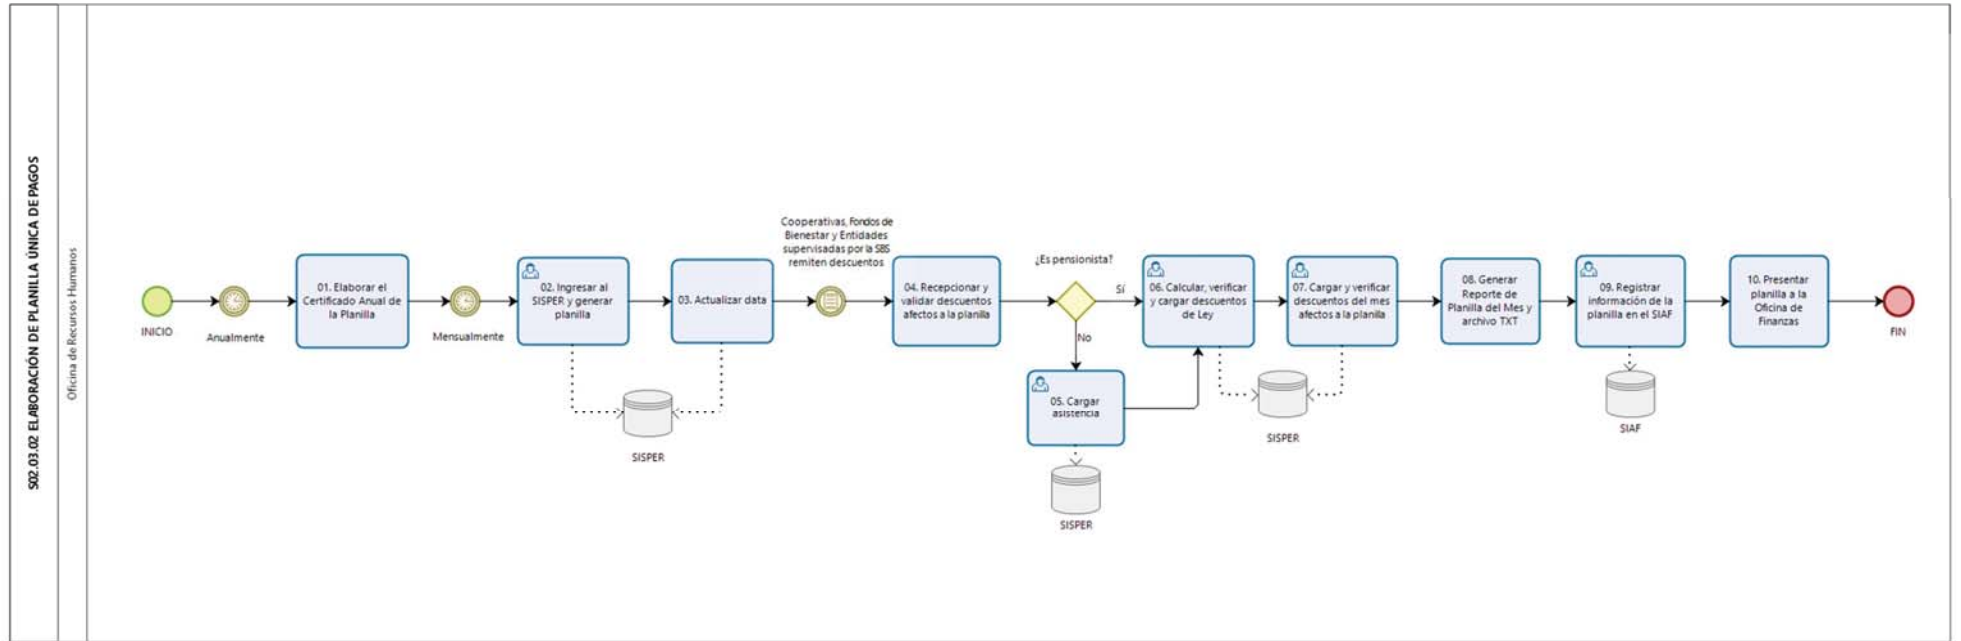 S02.03.02 ELABORACIÓN DE PLANILLA ÚNICA DE PAGOS
Oficina de Recursos Humanos
INICIO
Anualmente
01. Elaborar el
Certificado Anual de
la Planilla
Mensualmente
02. Ingresar al
SISPER y generar
planilla
03. Actualizar data
SISPER
Cooperativas, Fondos de
Bienestar y Entidades
supervisadas por la SBS
remiten descuentos
04. Recepcionar y
validar descuentos
afectos a la planilla
¿Es pensionista?
Sí
No
05. Cargar
asistencia
SISPER
06. Calcular, verificar
y cargar descuentos
de Ley
07. Cargar y verificar
descuentos del mes
afectos a la planilla
SISPER
08. Generar
Reporte de
Planilla del Mes y
archivo TXT
09. Registrar
información de la
planilla en el SIAF
SIAF
10. Presentar
planilla a la
Oficina de
Finanzas
FIN